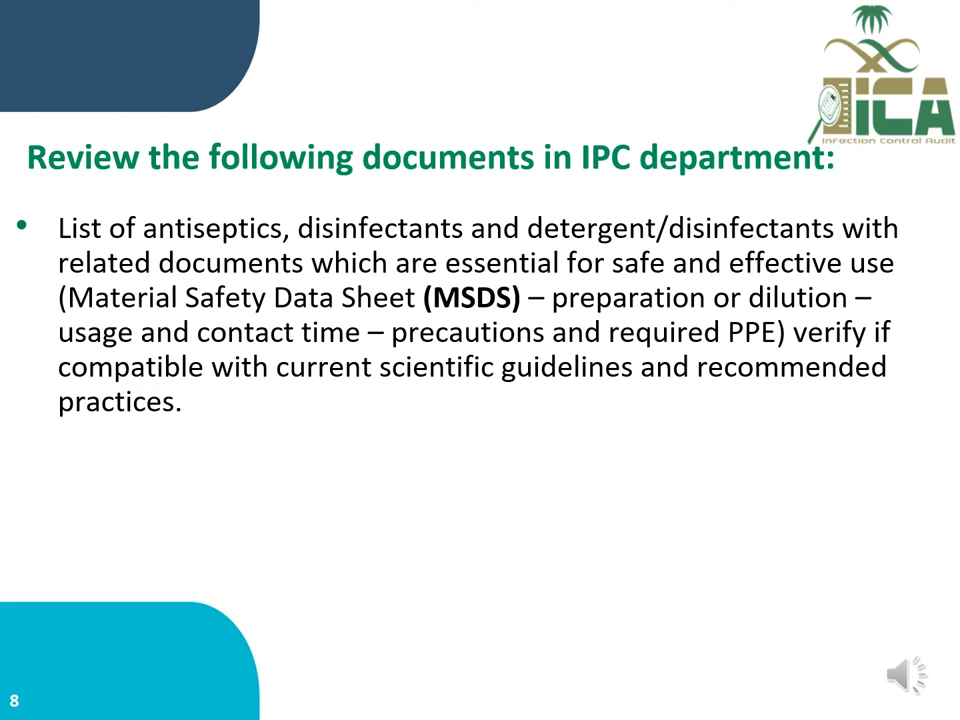 iCA
Infection Control Audit
Review the following documents in IPC department:
• List of antiseptics, disinfectants and detergent/disinfectants with
related documents which are essential for safe and effective use
(Material Safety Data Sheet (MSDS) – preparation or dilution –
usage and contact time – precautions and required PPE) verify if
compatible with current scientific guidelines and recommended
practices.
8